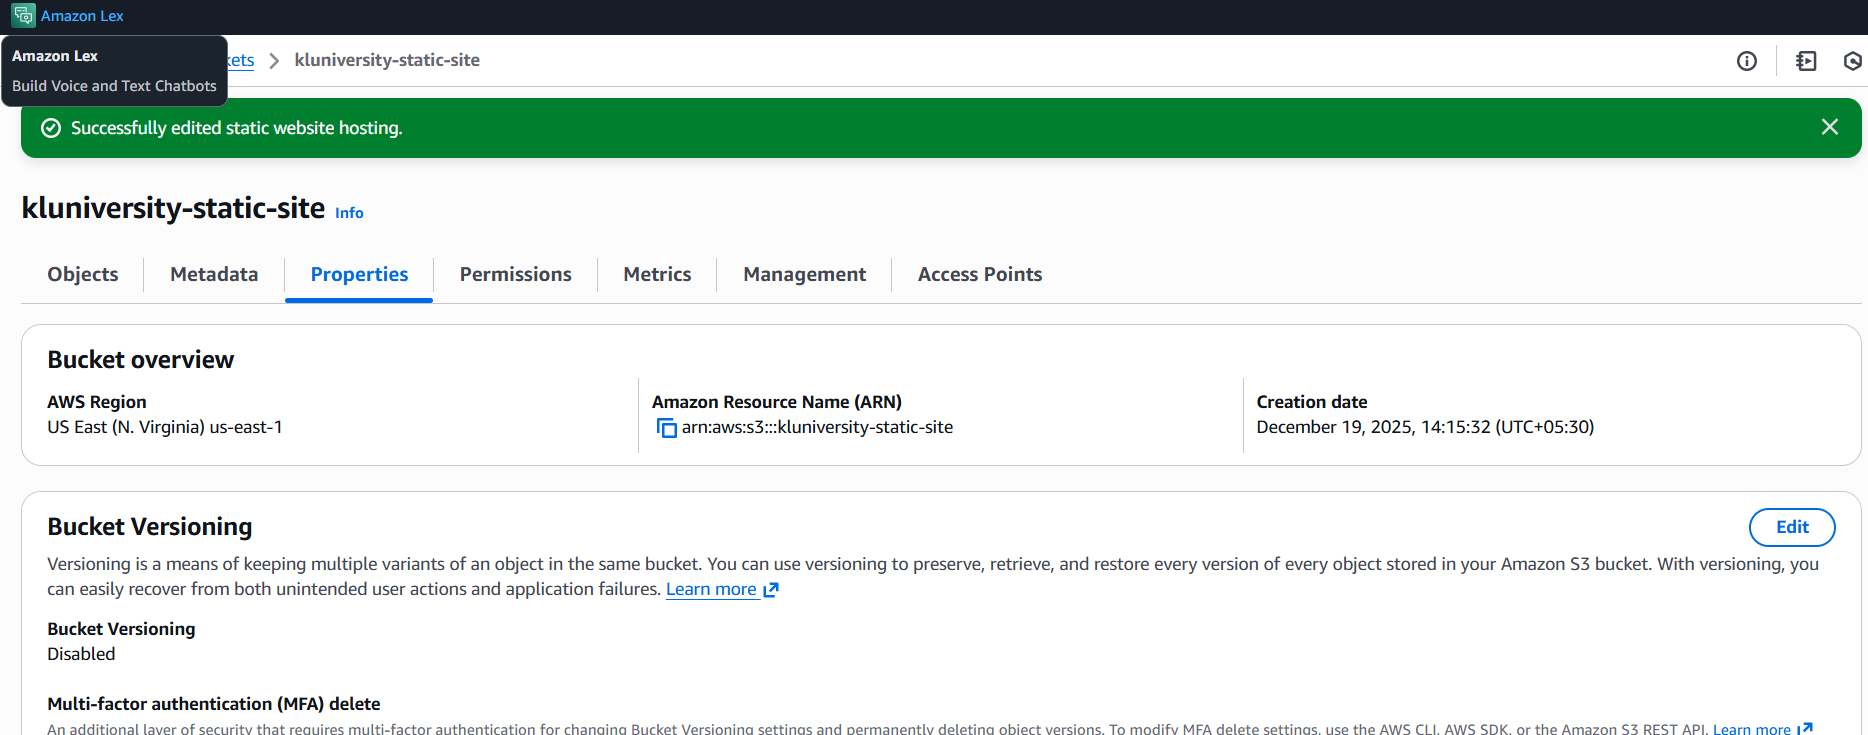 Amazon Lex
Amazon Lex
Build Voice and Text Chatbots
kets
kluniversity-static-site
Successfully edited static website hosting.
kluniversity-static-site Info
Objects
Metadata
Properties
Permissions
Metrics
Management
Access Points
Bucket overview
AWS Region
US East (N. Virginia) us-east-1
Amazon Resource Name (ARN)
arn:aws:s3:::kluniversity-static-site
Creation date
December 19, 2025, 14:15:32 (UTC+05:30)
Bucket Versioning
Edit
Versioning is a means of keeping multiple variants of an object in the same bucket. You can use versioning to preserve, retrieve, and restore every version of every object stored in your Amazon S3 bucket. With versioning, you
can easily recover from both unintended user actions and application failures. Learn more
Bucket Versioning
Disabled
Multi-factor authentication (MFA) delete
An additional layer of security that requires multi-factor authentication for changing Bucket Versioning settings and permanently deleting object versions. To modify MFA delete settings, use the AWS CLI, AWS SDK, or the Amazon S3 REST API. Learn more